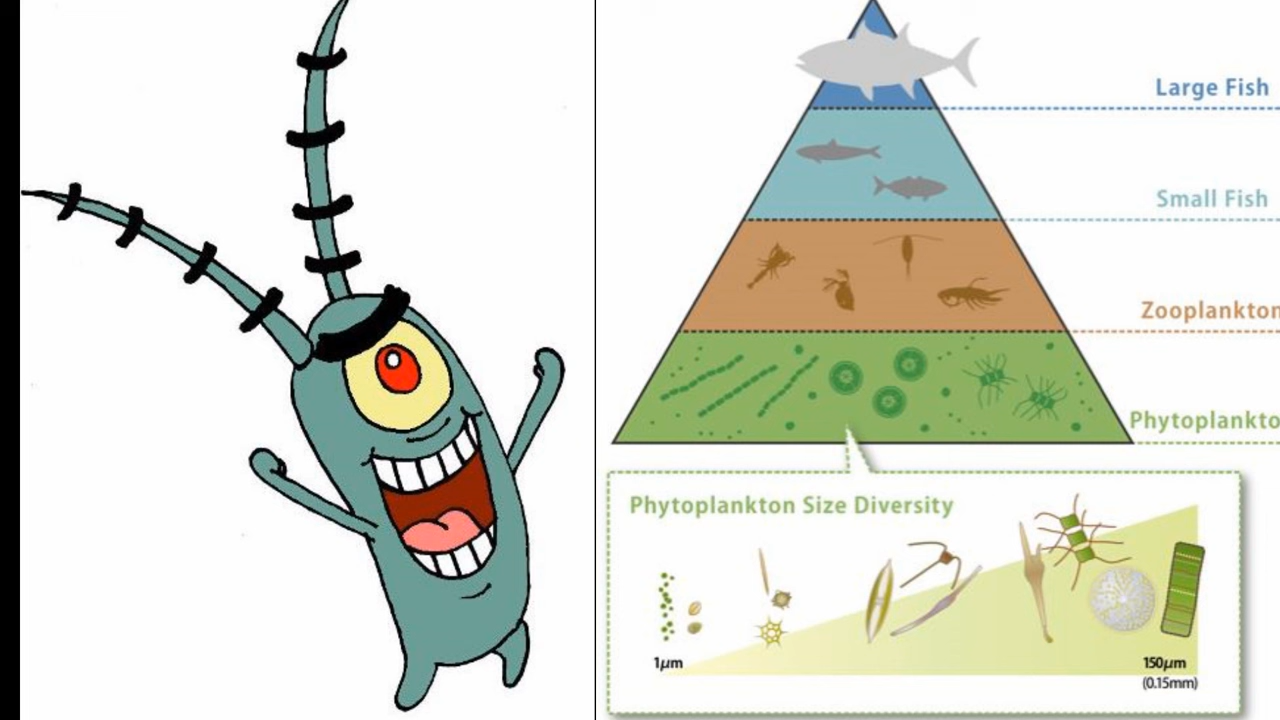 Large Fish
Small Fish
Zooplankton
Phytoplankto
Phytoplankton Size Diversity
1μm
150μm
(0.15mm)